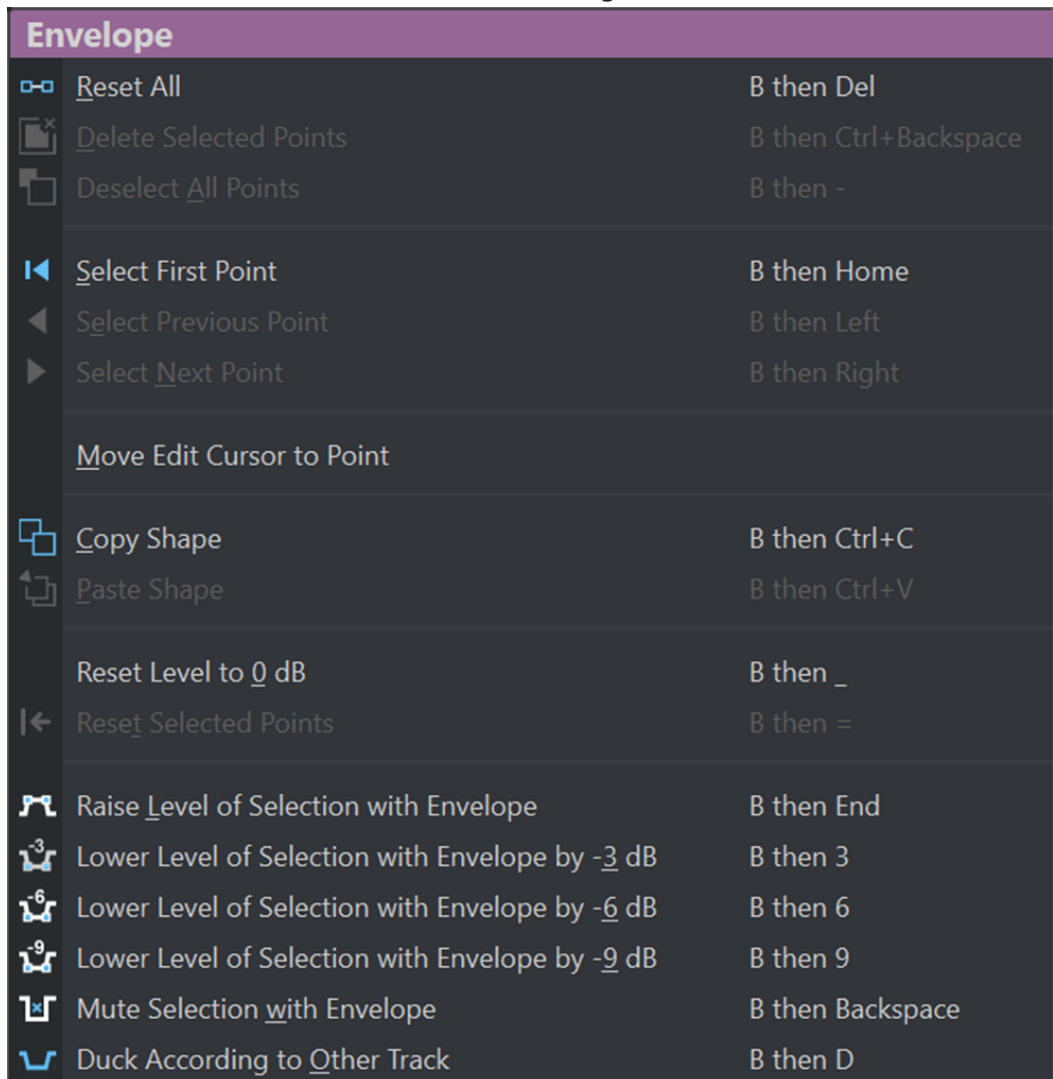 Envelope
Reset All B then Del
Delete Selected Points B then Ctrl+Backspace
Deselect All Points B then -
Select First Point B then Home
Select Previous Point B then Left
Select Next Point B then Right
Move Edit Cursor to Point
Copy Shape B then Ctrl+C
Paste Shape B then Ctrl+V
Reset Level to 0 dB B then _
Reset Selected Points B then =
Raise Level of Selection with Envelope B then End
-3 Lower Level of Selection with Envelope by -3 dB B then 3
-6 Lower Level of Selection with Envelope by -6 dB B then 6
-9 Lower Level of Selection with Envelope by -9 dB B then 9
Mute Selection with Envelope B then Backspace
Duck According to Other Track B then D